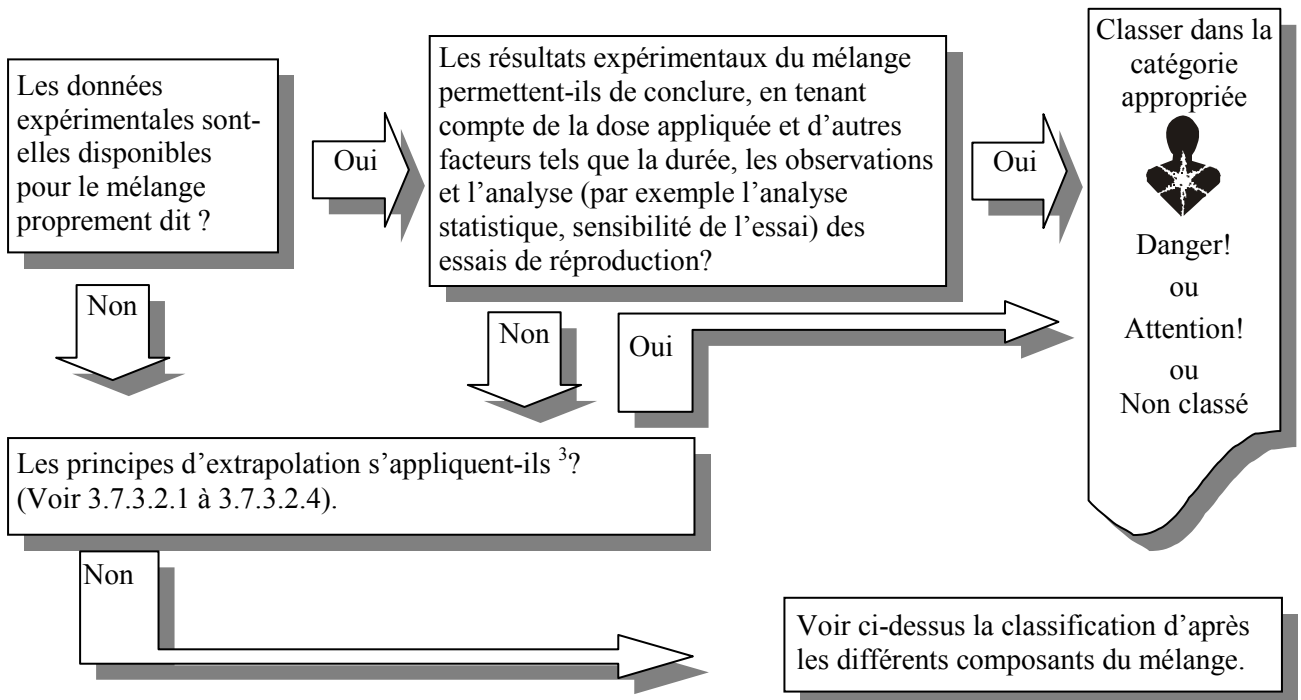 Les données
expérimentales sont-
elles disponibles
pour le mélange
proprement dit ?
Oui
Les résultats expérimentaux du mélange
permettent-ils de conclure, en tenant
compte de la dose appliquée et d'autres
facteurs tels que la durée, les observations
et l'analyse (par exemple l'analyse
statistique, sensibilité de l'essai) des
essais de réproduction?
Oui
Classer dans la
catégorie
appropriée
Danger!
ou
Attention!
ou
Non classé
Non
Non
Oui
Les principes d'extrapolation s'appliquent-ils ³?
(Voir 3.7.3.2.1 à 3.7.3.2.4).
Non
Voir ci-dessus la classification d'après
les différents composants du mélange.